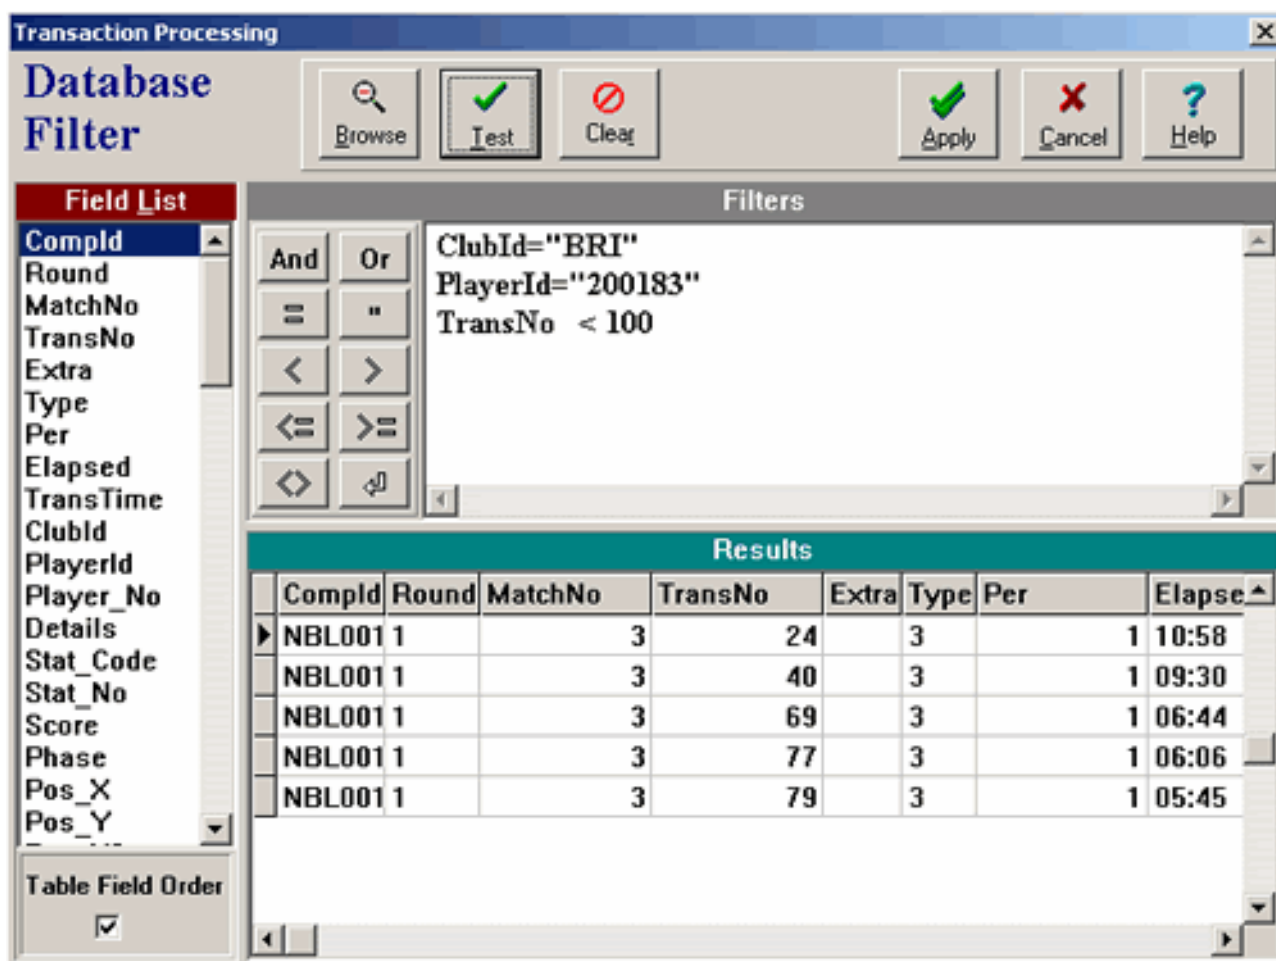 Transaction Processing
Database
Filter
Browse
Test
Clear
Apply
Cancel
Help
Field List
CompId
Round
MatchNo
TransNo
Extra
Type
Per
Elapsed
TransTime
ClubId
PlayerId
Player_No
Details
Stat_Code
Stat_No
Score
Phase
Pos_X
Pos_Y
Table Field Order
Filters
And Or
= "
< >
<= >=
<>
ClubId="BRI"
PlayerId="200183"
TransNo < 100
Results
CompId Round MatchNo TransNo Extra Type Per Elapse
NBL001 1 3 24 3 1 10:58
NBL001 1 3 40 3 1 09:30
NBL001 1 3 69 3 1 06:44
NBL001 1 3 77 3 1 06:06
NBL001 1 3 79 3 1 05:45